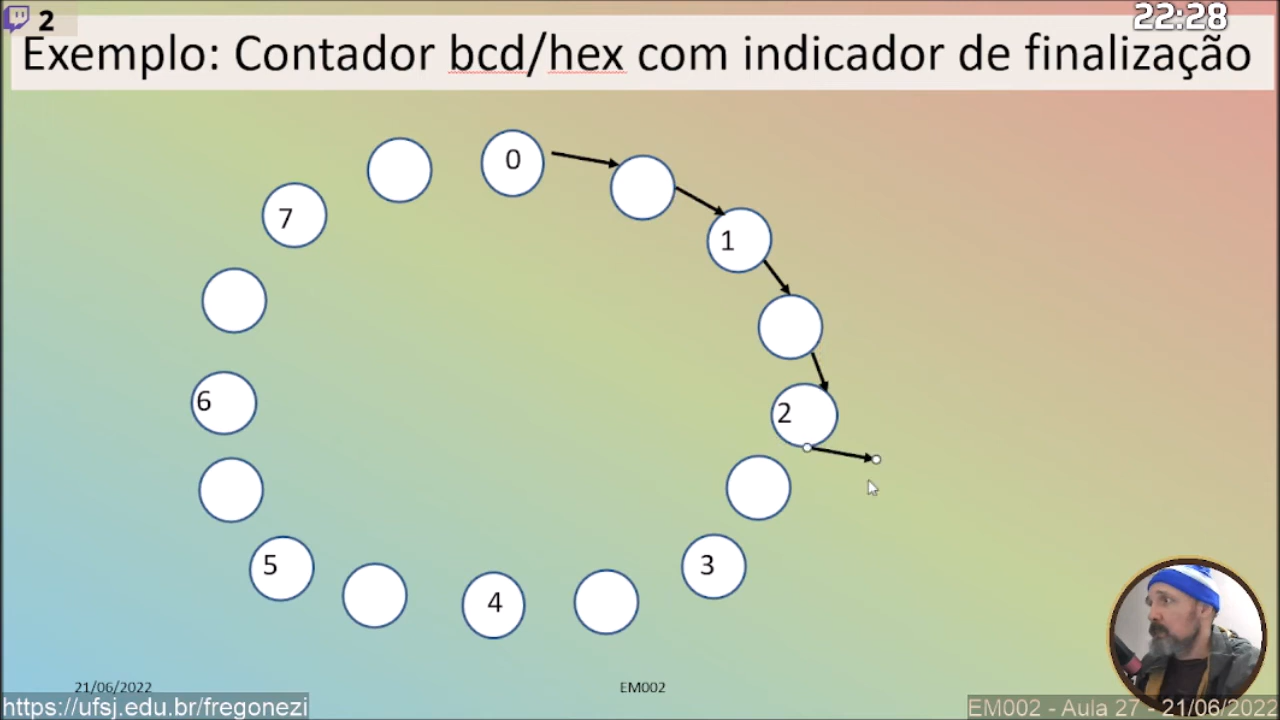 2
22:28
Exemplo: Contador bcd/hex com indicador de finalização
0
7
1
6
2
5
3
4
21/06/2022
EM002
https://ufsj.edu.br/fregonezi
EM002 - Aula 27 - 21/06/2022